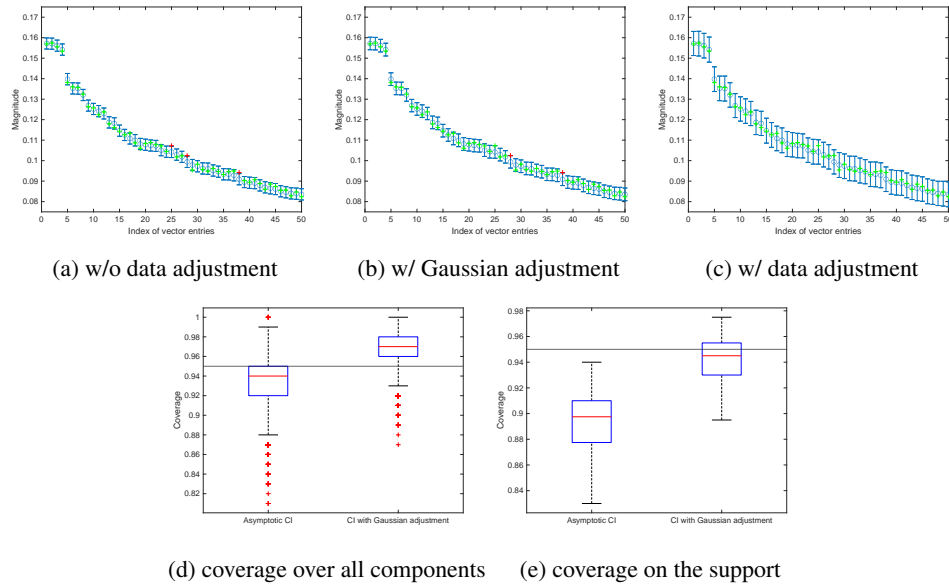 0.17
0.16
0.15
0.14
0.13
0.12
0.11
0.1
0.09
0.08
Magnitude
0 5 10 15 20 25 30 35 40 45 50
Index of vector entries
(a) w/o data adjustment
0.17
0.16
0.15
0.14
0.13
0.12
0.11
0.1
0.09
0.08
Magnitude
0 5 10 15 20 25 30 35 40 45 50
Index of vector entries
(b) w/ Gaussian adjustment
0.17
0.16
0.15
0.14
0.13
0.12
0.11
0.1
0.09
0.08
Magnitude
0 5 10 15 20 25 30 35 40 45 50
Index of vector entries
(c) w/ data adjustment
1
0.98
0.96
0.94
0.92
0.9
0.88
0.86
0.84
0.82
Coverage
Asymptotic CI CI with Gaussian adjustment
(d) coverage over all components
0.98
0.96
0.94
0.92
0.9
0.88
0.86
0.84
Coverage
Asymptotic CI CI with Gaussian adjustment
(e) coverage on the support